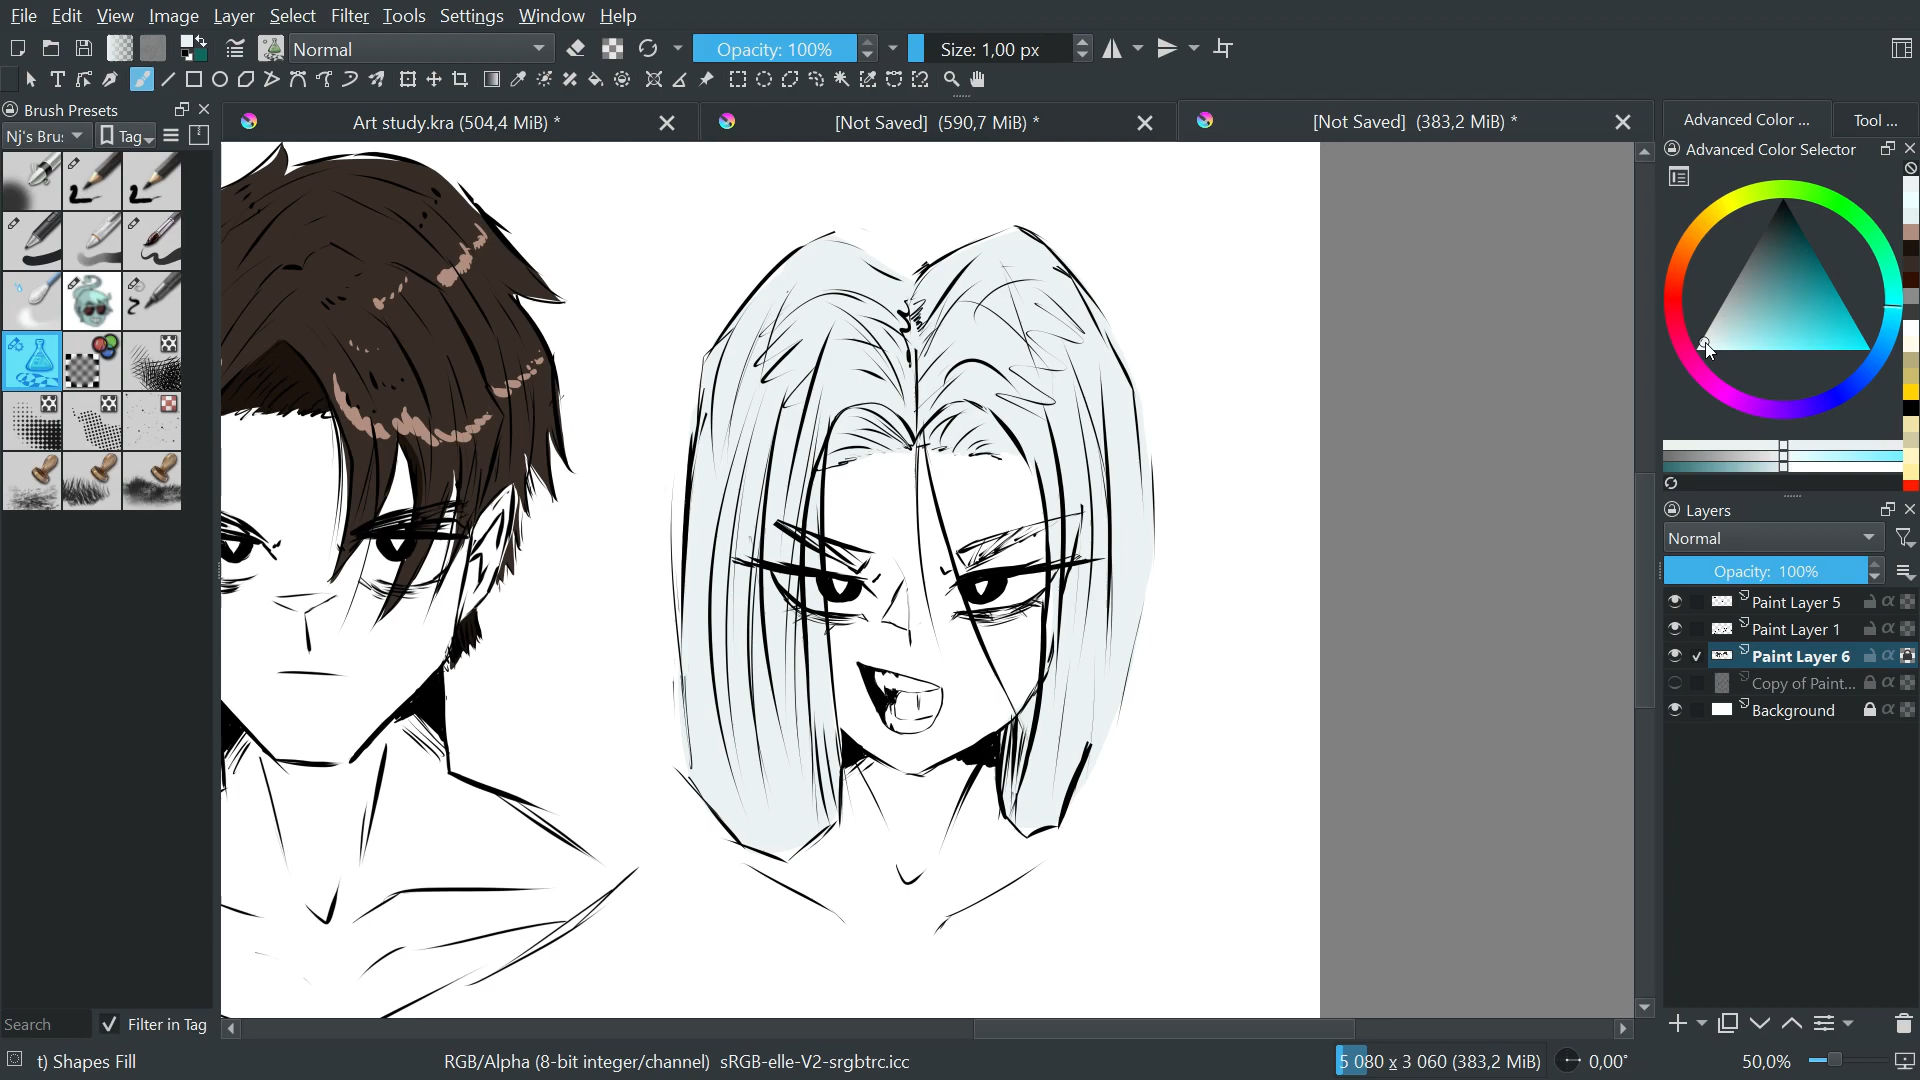 File Edit View Image Layer Select Filter Tools Settings Window Help
Normal Opacity: 100% Size: 1,00 px
Brush Presets
Nj's Bru: Tag
Art study.kra (504,4 MiB) *
[Not Saved] (590,7 MiB) *
[Not Saved] (383,2 MiB) *
Advanced Color ... Tool ...
Advanced Color Selector
Layers
Normal
Opacity: 100%
Paint Layer 5
Paint Layer 1
Paint Layer 6
Copy of Paint...
Background
Search Filter in Tag
t) Shapes Fill
RGB/Alpha (8-bit integer/channel) sRGB-elle-V2-srgbtrc.icc
5 080 x 3 060 (383,2 MiB)
0,00°
50,0%